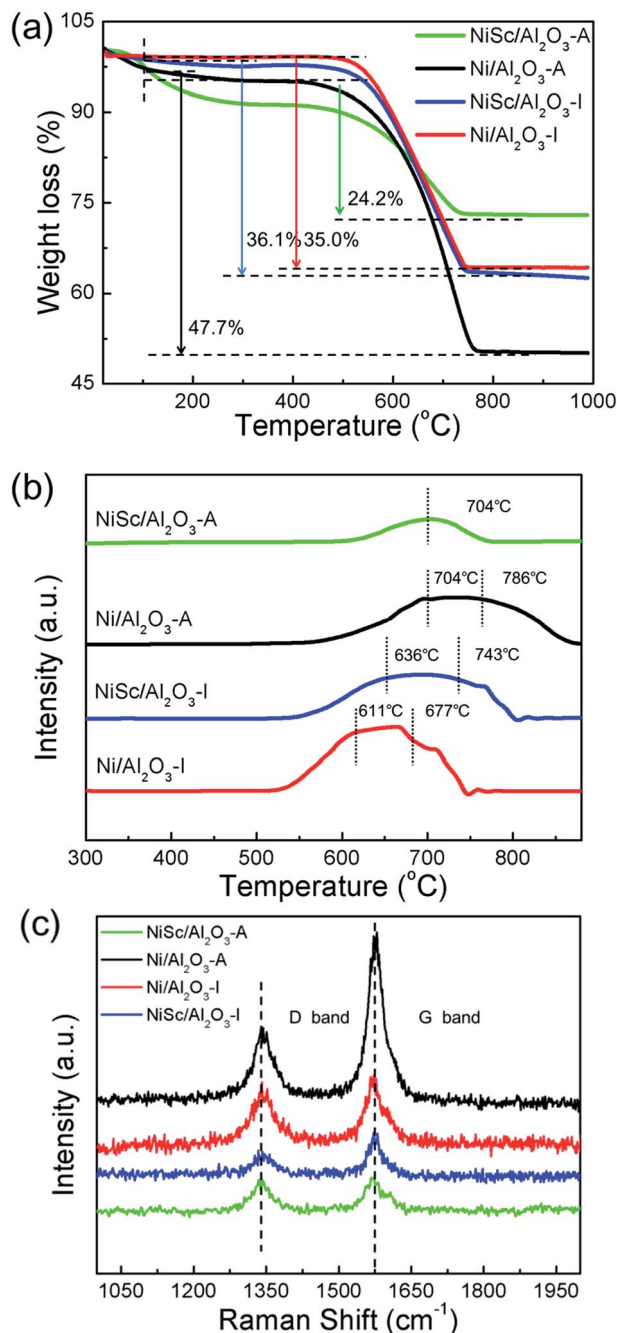 (a)
105
90
75
60
45
Weight loss (%)
NiSc/Al₂O₃-A
Ni/Al₂O₃-A
NiSc/Al₂O₃-I
Ni/Al₂O₃-I
24.2%
36.1%
35.0%
47.7%
200 400 600 800 1000
Temperature (°C)
(b)
Intensity (a.u.)
NiSc/Al₂O₃-A
704℃
Ni/Al₂O₃-A
704℃ 786℃
NiSc/Al₂O₃-I
636℃ 743℃
Ni/Al₂O₃-I
611℃ 677℃
300 400 500 600 700 800
Temperature (°C)
(c)
Intensity (a.u.)
NiSc/Al₂O₃-A
Ni/Al₂O₃-A
Ni/Al₂O₃-I
NiSc/Al₂O₃-I
D band G band
1050 1200 1350 1500 1650 1800 1950
Raman Shift (cm⁻¹)